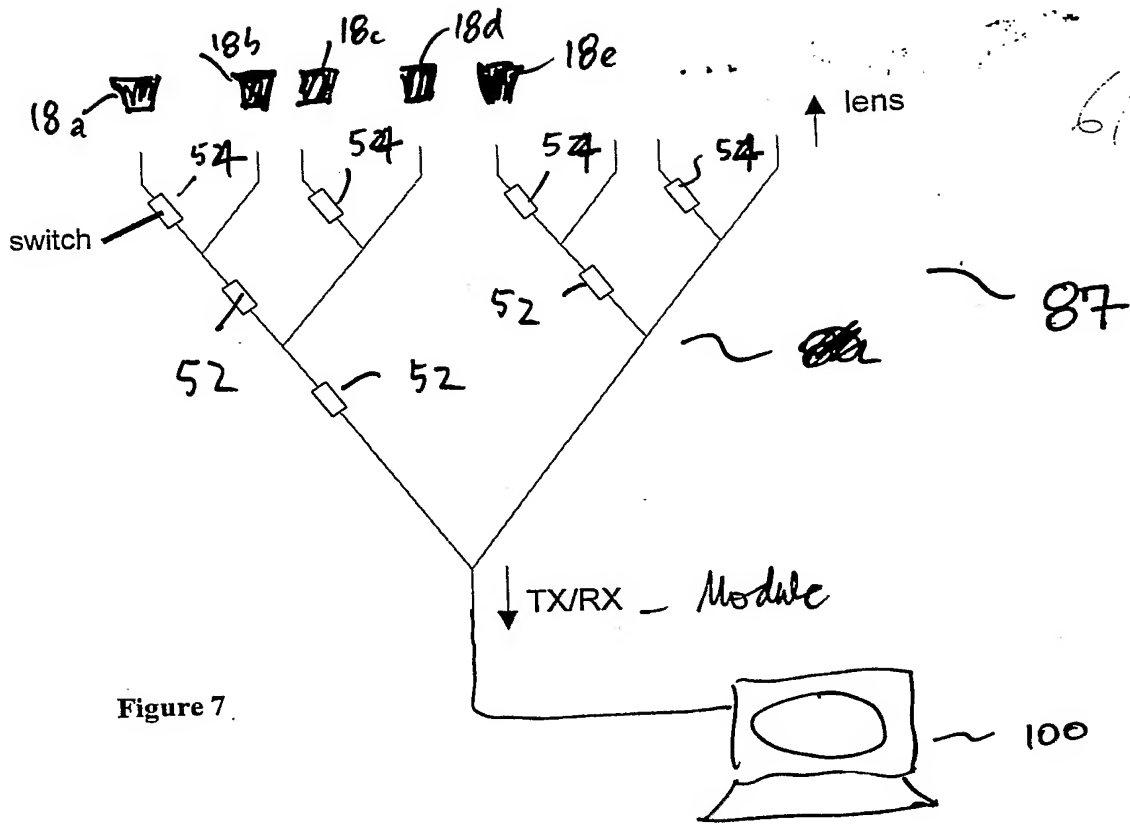 18b 18c 18d 18e
18a ...
lens
54 54 54 54
switch
52 52 87
52 52
TX/RX _ Module
Figure 7.
100